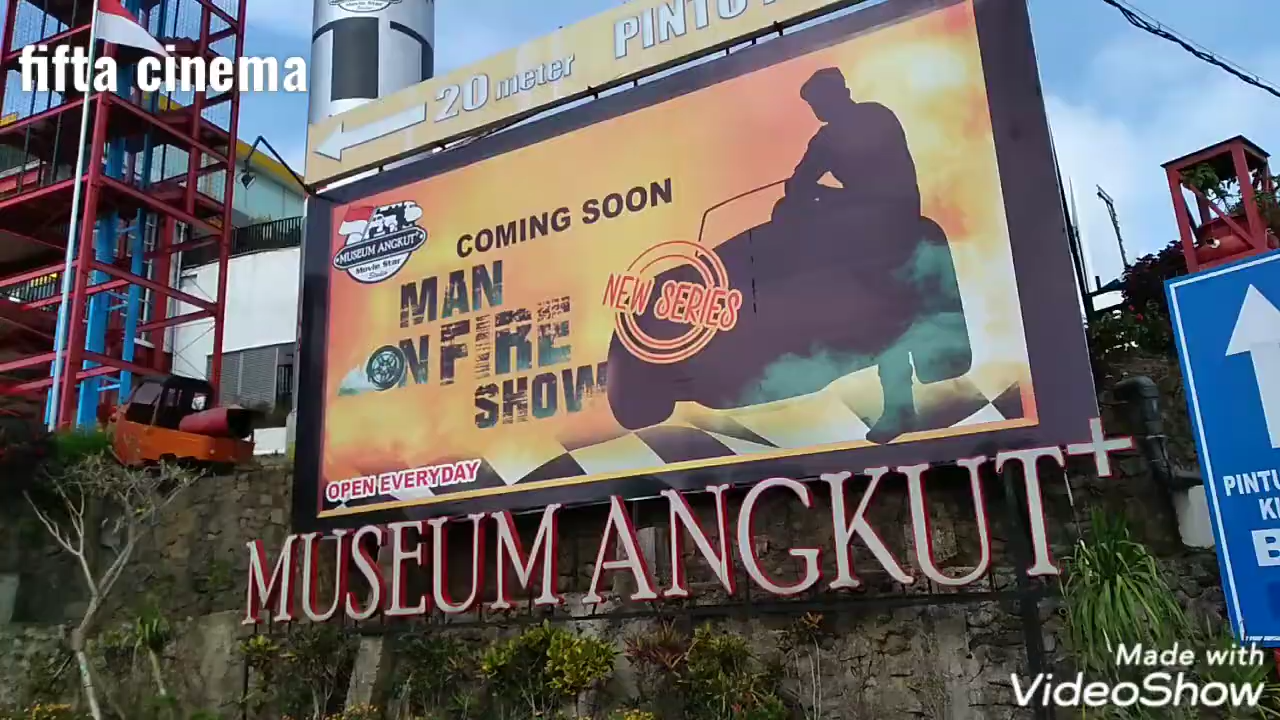 fifta cinema
20 meter PINTU
MUSEUM ANGKUT+
Movie Star
Studio
COMING SOON
MAN
ON FIRE
SHOW
NEW SERIES
OPEN EVERYDAY
MUSEUM ANGKUT+
PINTU
Made with
VideoShow